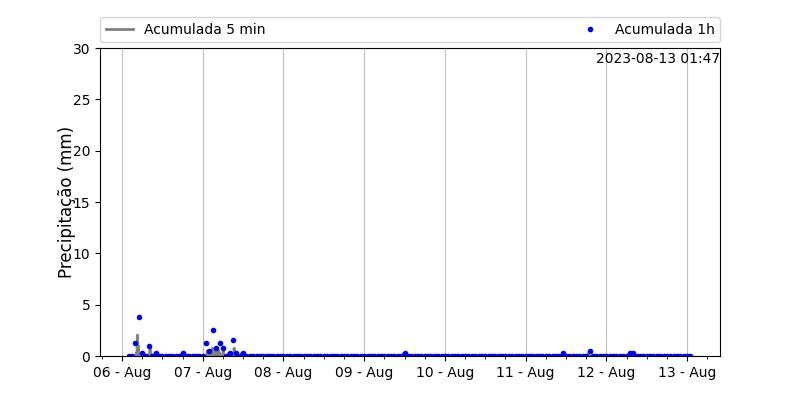 Acumulada 5 min
Acumulada 1h
2023-08-13 01:47
Precipitação (mm)
30
25
20
15
10
5
0
06 - Aug
07 - Aug
08 - Aug
09 - Aug
10 - Aug
11 - Aug
12 - Aug
13 - Aug